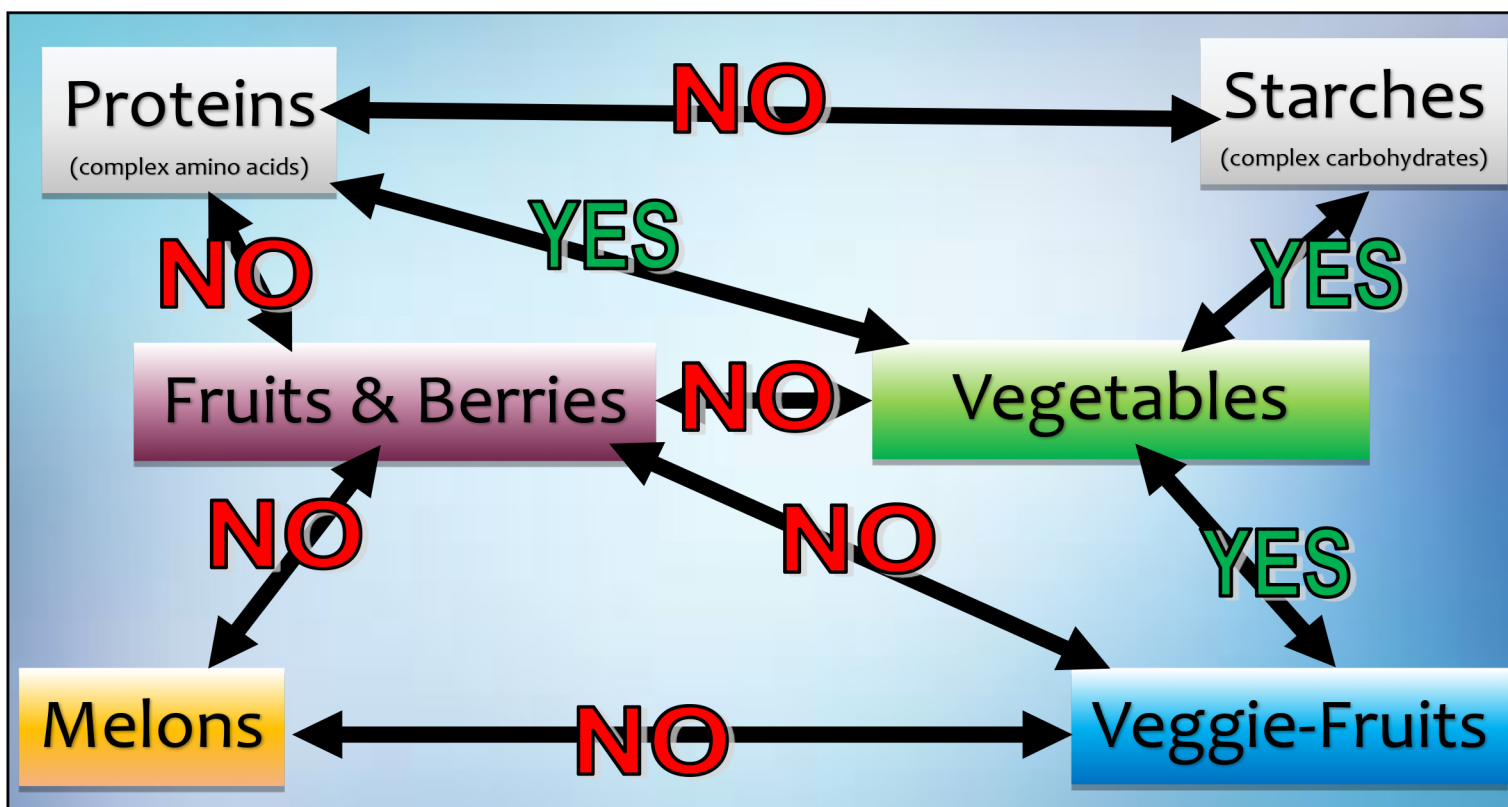 Proteins
(complex amino acids)
NO
Starches
(complex carbohydrates)
NO
YES
YES
Fruits & Berries
NO
Vegetables
NO
NO
YES
Melons
NO
Veggie-Fruits